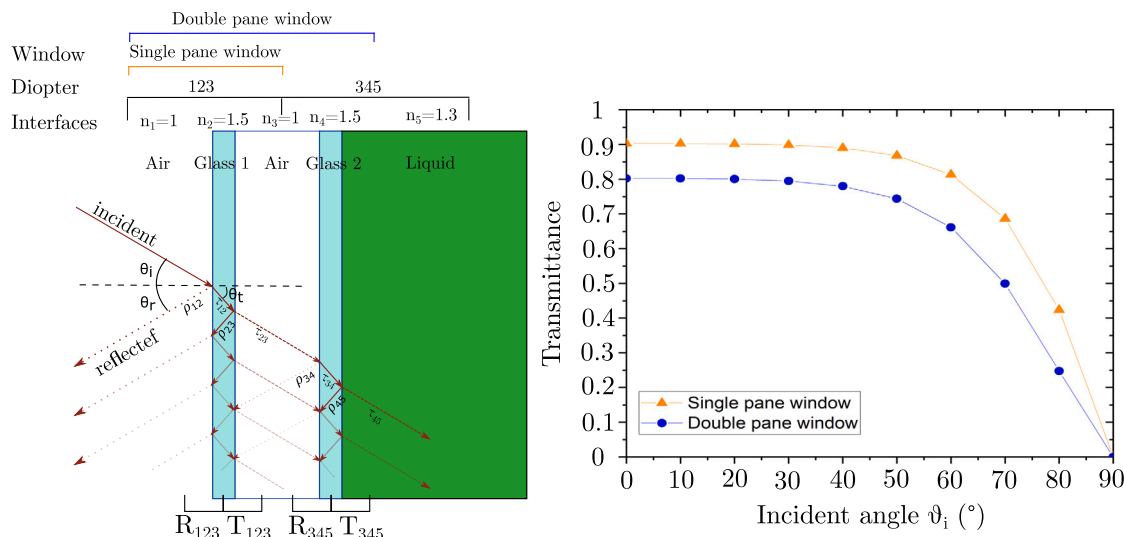 Double pane window
Window
Single pane window
Diopter
123
345
Interfaces
n₁=1
n₂=1.5
n₃=1
n₄=1.5
n₅=1.3
Air
Glass 1
Air
Glass 2
Liquid
incident
θi
θr
θt
ρ12
τ12
ρ23
τ23
reflectef
ρ34
τ34
ρ45
τ45
R₁₂₃ T₁₂₃ R₃₄₅ T₃₄₅
Transmittance
1
0.9
0.8
0.7
0.6
0.5
0.4
0.3
0.2
0.1
0
Single pane window
Double pane window
0 10 20 30 40 50 60 70 80 90
Incident angle ϑᵢ (°)